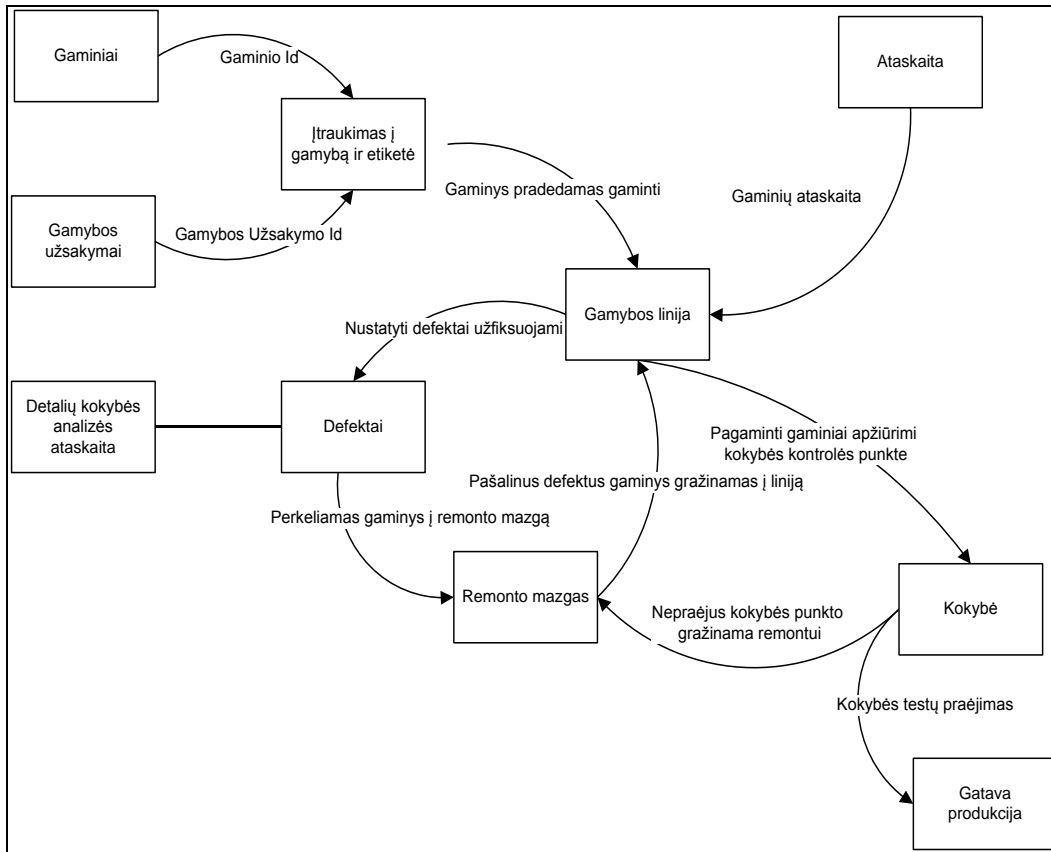 Gaminiai
Gaminio Id
Ataskaita
Įtraukimas į
gamybą ir etiketė
Gaminys pradedamas gaminti
Gaminių ataskaita
Gamybos
užsakymai
Gamybos Užsakymo Id
Gamybos linija
Nustatyti defektai užfiksuojami
Detalių kokybės
analizės
ataskaita
Defektai
Pagaminti gaminiai apžiūrimi
kokybės kontrolės punkte
Pašalinus defektus gaminys gražinamas į liniją
Perkeliamas gaminys į remonto mazgą
Remonto mazgas
Nepraėjus kokybės punkto
gražinama remontui
Kokybė
Kokybės testų praėjimas
Gatava
produkcija